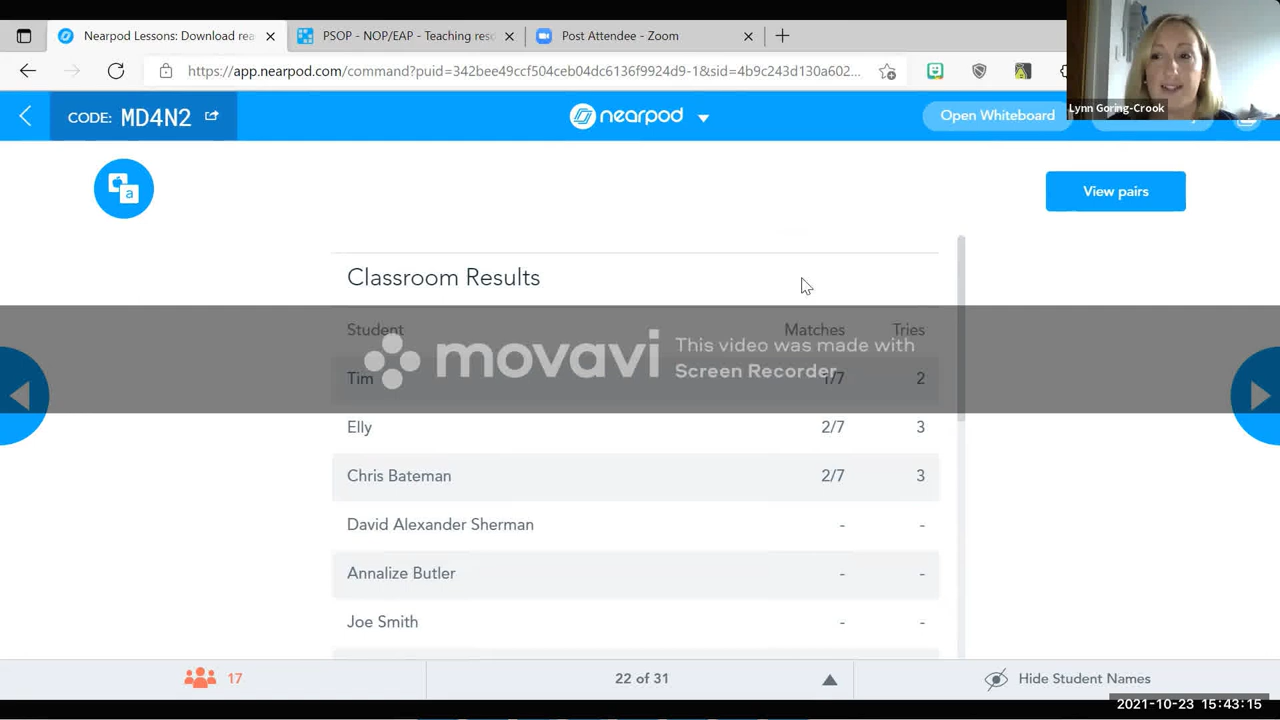 Nearpod Lessons: Download rea
PSOP - NOP/EAP - Teaching reso
Post Attendee - Zoom
https://app.nearpod.com/command?puid=342bee49ccf504ceb04dc6136f9924d9-1&sid=4b9c243d130a602...
Lynn Goring-Crook
CODE: MD4N2
nearpod
Open Whiteboard
a
View pairs
Classroom Results
Student Matches Tries
movavi
This video was made with
Screen Recorder
Tim 1/7 2
Elly 2/7 3
Chris Bateman 2/7 3
David Alexander Sherman - -
Annalize Butler - -
Joe Smith - -
17
22 of 31
Hide Student Names
2021-10-23 15:43:15